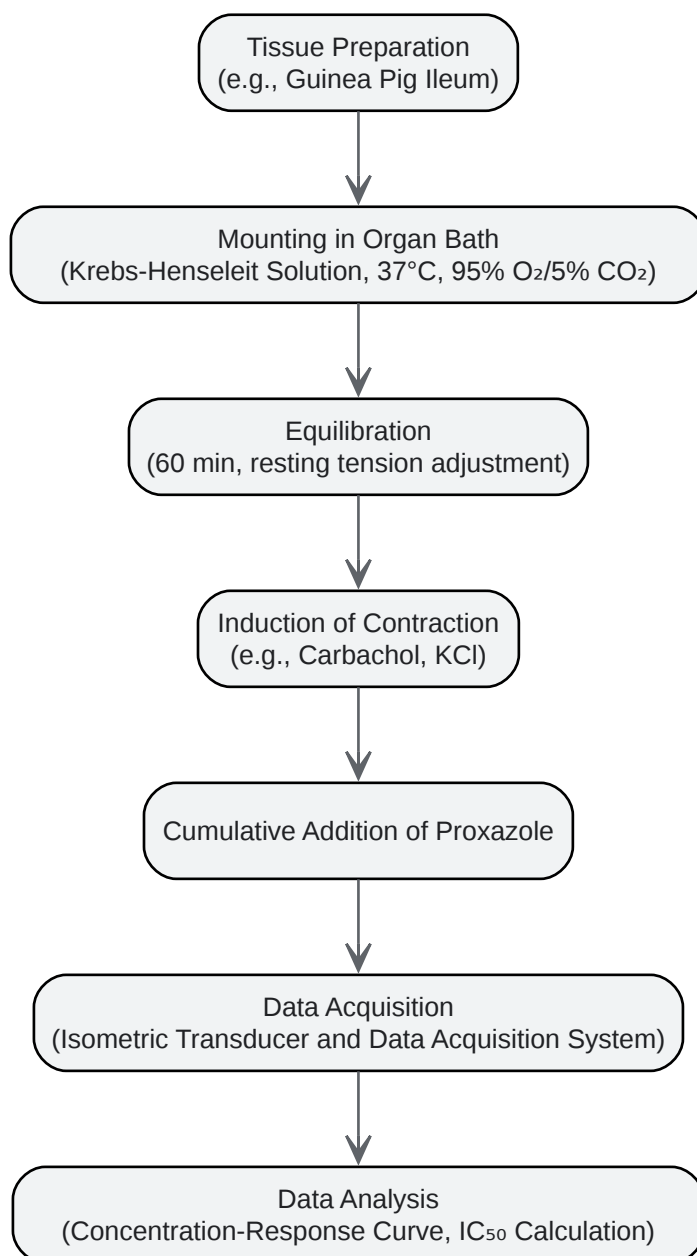 Tissue Preparation
(e.g., Guinea Pig Ileum)
Mounting in Organ Bath
(Krebs-Henseleit Solution, 37°C, 95% O₂/5% CO₂)
Equilibration
(60 min, resting tension adjustment)
Induction of Contraction
(e.g., Carbachol, KCl)
Cumulative Addition of Proxazole
Data Acquisition
(Isometric Transducer and Data Acquisition System)
Data Analysis
(Concentration-Response Curve, IC₅₀ Calculation)